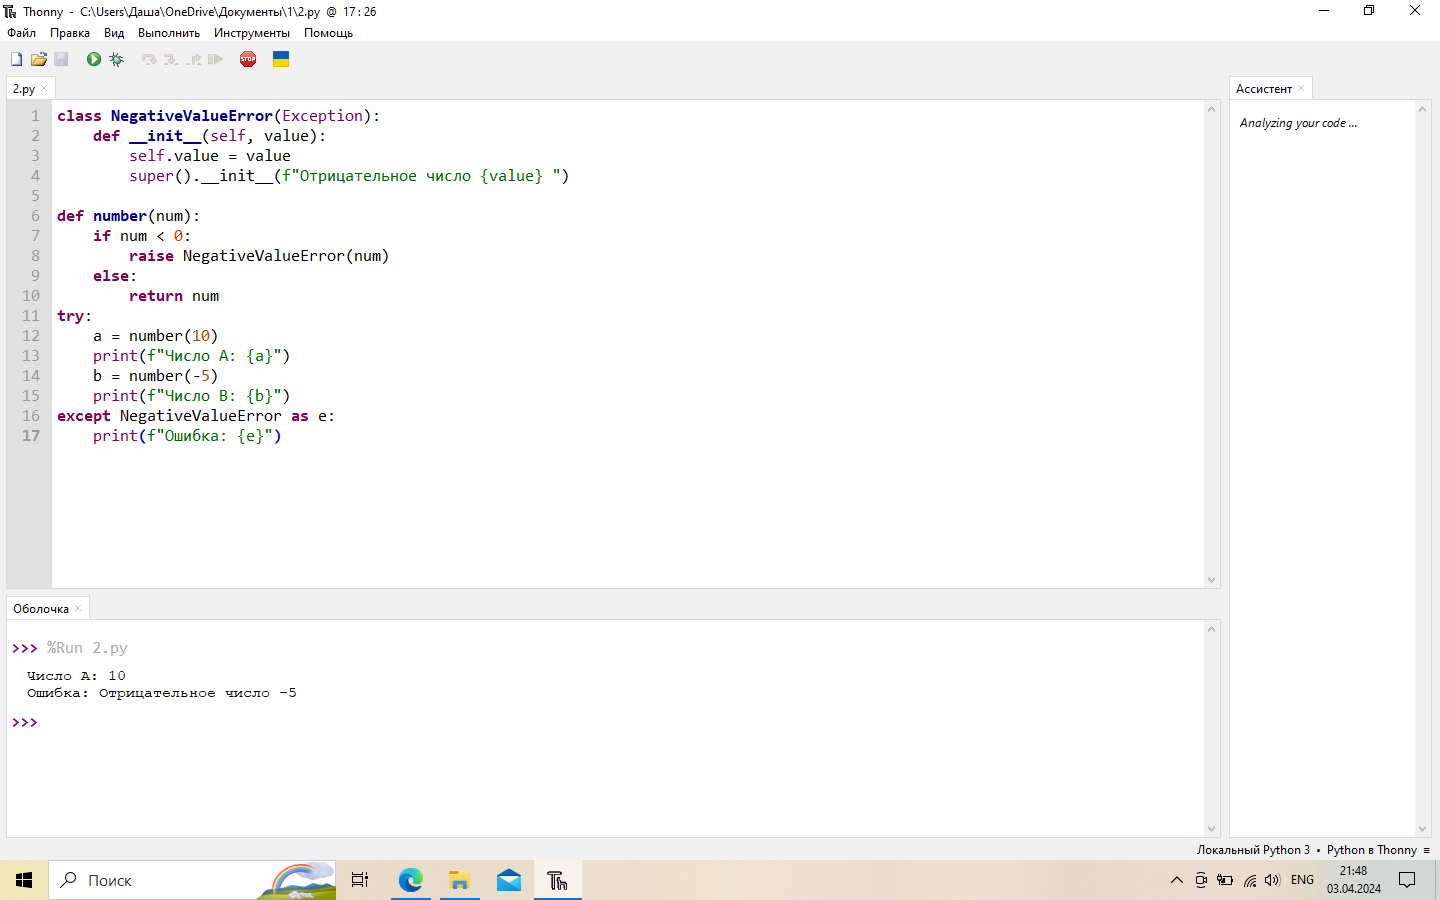 Thonny - C:\Users\Даша\OneDrive\Документы\1\2.py @ 17 : 26
Файл Правка Вид Выполнить Инструменты Помощь
STOP
2.py
Ассистент
1 class NegativeValueError(Exception):
2 def __init__(self, value):
3 self.value = value
4 super().__init__(f"Отрицательное число {value} ")
5
6 def number(num):
7 if num < 0:
8 raise NegativeValueError(num)
9 else:
10 return num
11 try:
12 a = number(10)
13 print(f"Число А: {a}")
14 b = number(-5)
15 print(f"Число В: {b}")
16 except NegativeValueError as e:
17 print(f"Ошибка: {e}")
Analyzing your code ...
Оболочка
>>> %Run 2.py
Число А: 10
Ошибка: Отрицательное число -5
>>>
Локальный Python 3 • Python в Thonny ≡
Поиск
ENG
21:48
03.04.2024